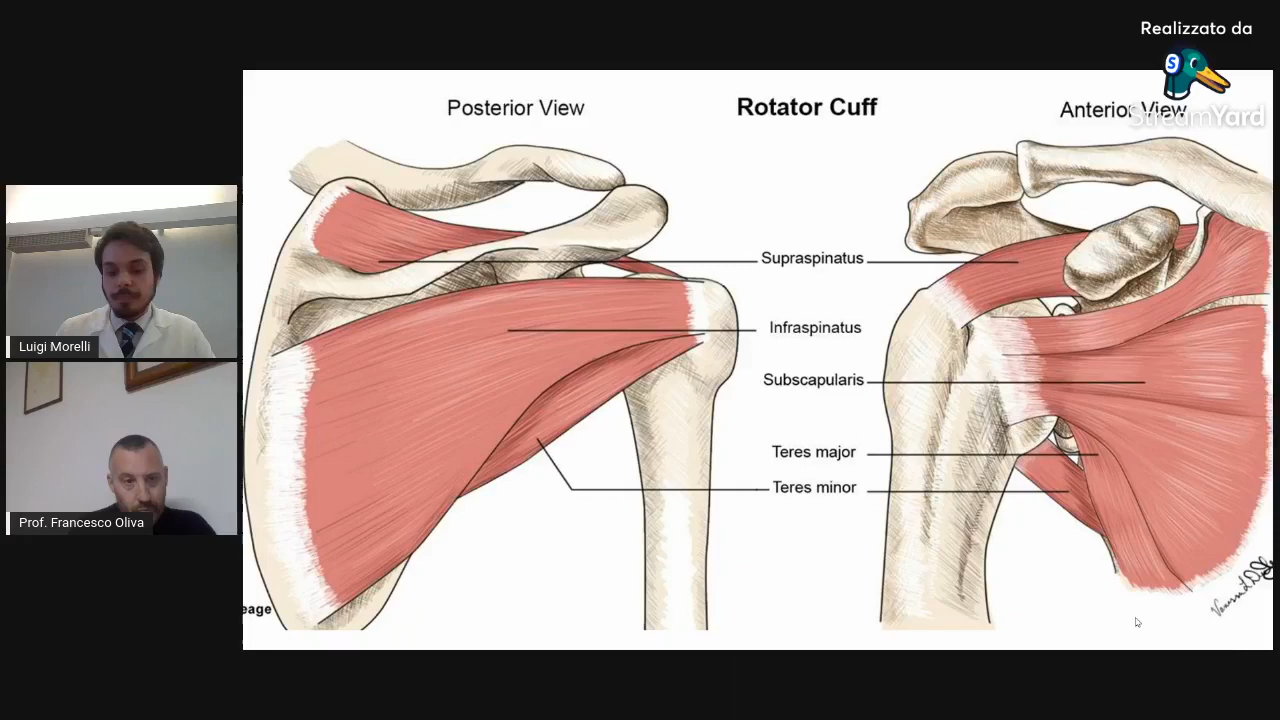 Realizzato da
S
StreamYard
Posterior View
Rotator Cuff
Anterior View
Supraspinatus
Infraspinatus
Subscapularis
Teres major
Teres minor
Luigi Morelli
Prof. Francesco Oliva
eage